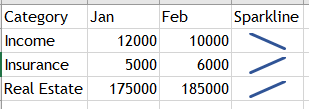 Category Jan Feb Sparkline
Income 12000 10000
Insurance 5000 6000
Real Estate 175000 185000